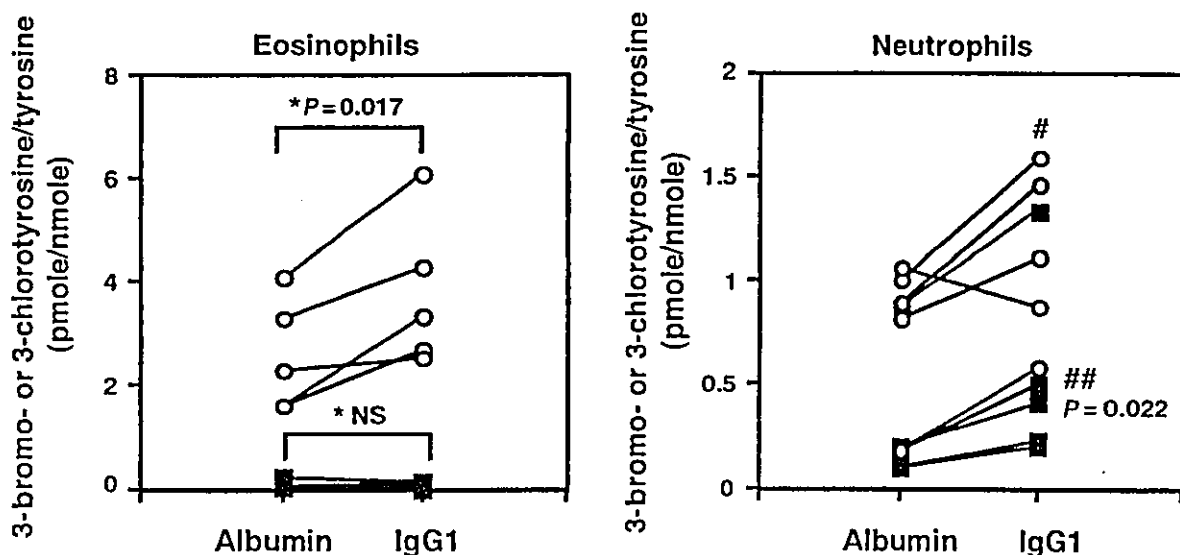 3-bromo- or 3-chlorotyrosine/tyrosine
(pmole/nmole)
Eosinophils
8
6
4
2
0
*P=0.017
* NS
Albumin
IgG1
3-bromo- or 3-chlorotyrosine/tyrosine
(pmole/nmole)
Neutrophils
2
1.5
1
0.5
0
#
##
P=0.022
Albumin
IgG1